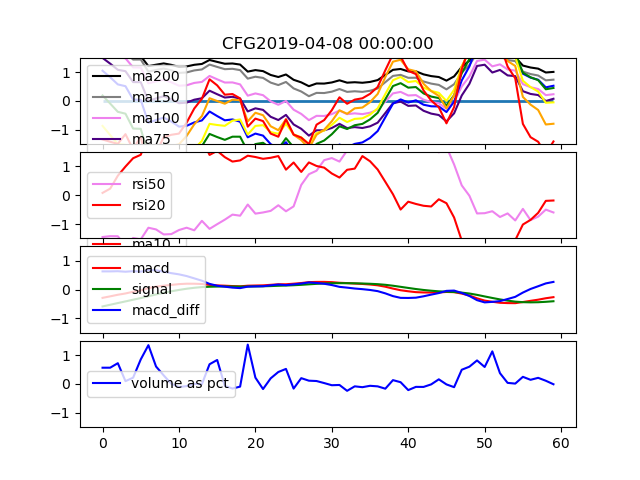 CFG2019-04-08 00:00:00
1
0
−1
ma200
ma150
ma100
ma75
1
0
−1
rsi50
rsi20
ma10
1
0
−1
macd
signal
macd_diff
1
0
−1
volume as pct
0 10 20 30 40 50 60